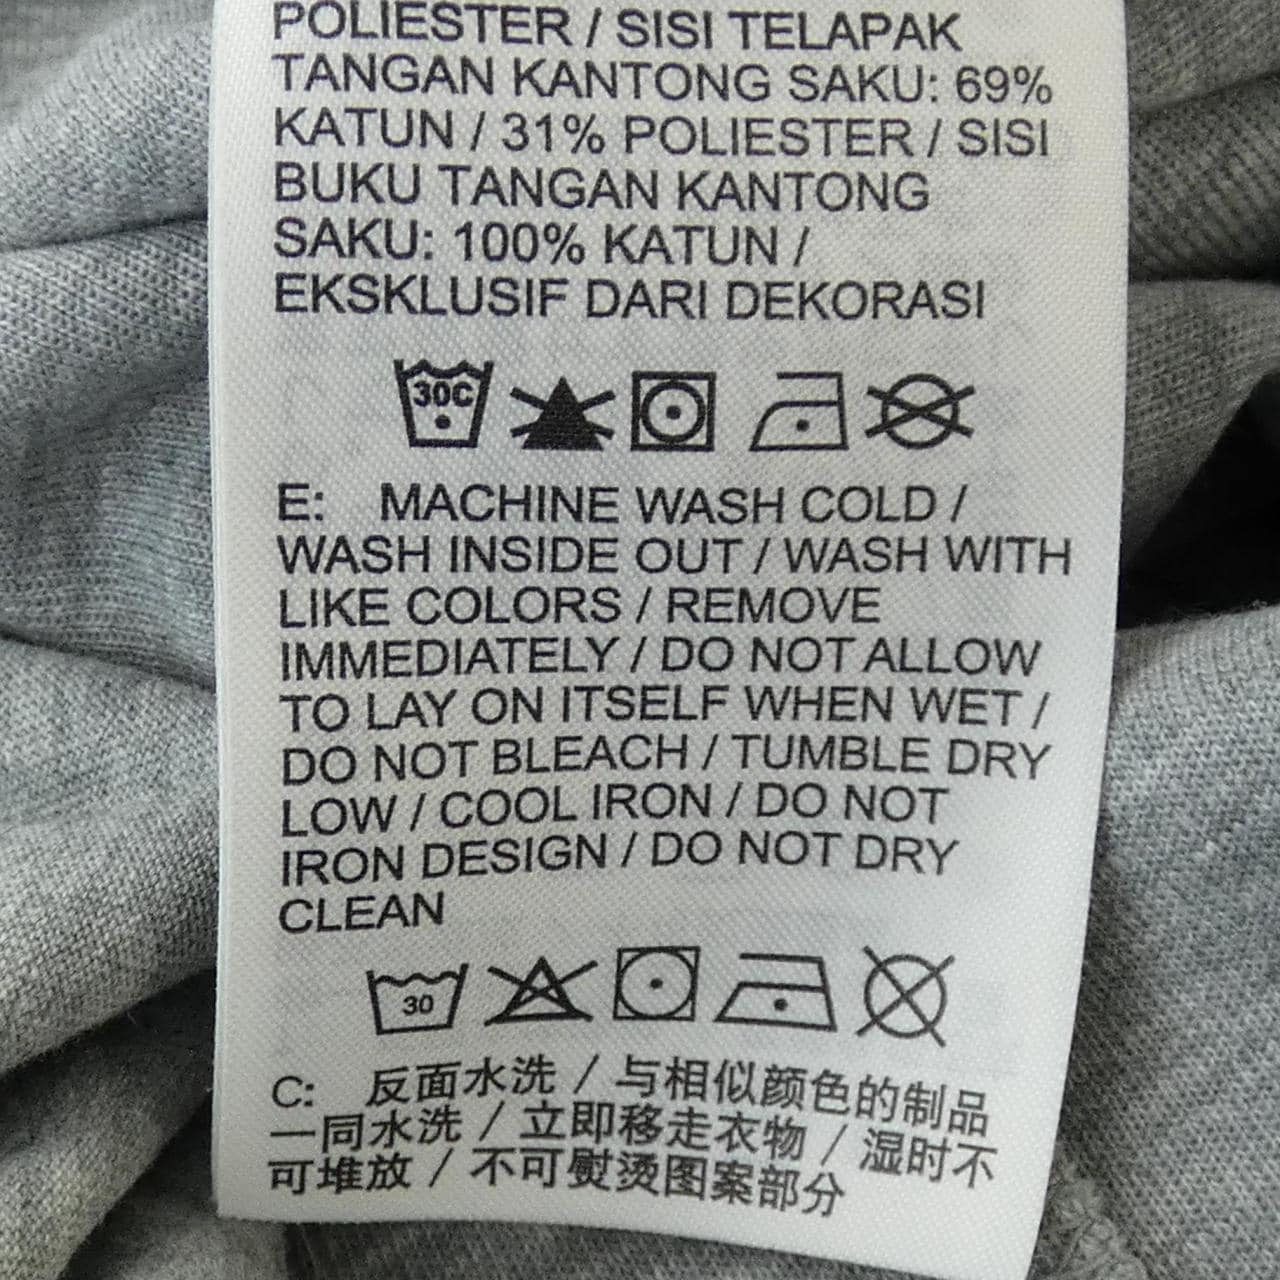 POLIESTER / SISI TELAPAK
TANGAN KANTONG SAKU: 69%
KATUN / 31% POLIESTER / SISI
BUKU TANGAN KANTONG
SAKU: 100% KATUN /
EKSKLUSIF DARI DEKORASI
30C
E: MACHINE WASH COLD /
WASH INSIDE OUT / WASH WITH
LIKE COLORS / REMOVE
IMMEDIATELY / DO NOT ALLOW
TO LAY ON ITSELF WHEN WET /
DO NOT BLEACH / TUMBLE DRY
LOW / COOL IRON / DO NOT
IRON DESIGN / DO NOT DRY
CLEAN
30
C: 反面水洗 / 与相似颜色的制品
一同水洗 / 立即移走衣物 / 湿时不
可堆放 / 不可熨烫图案部分